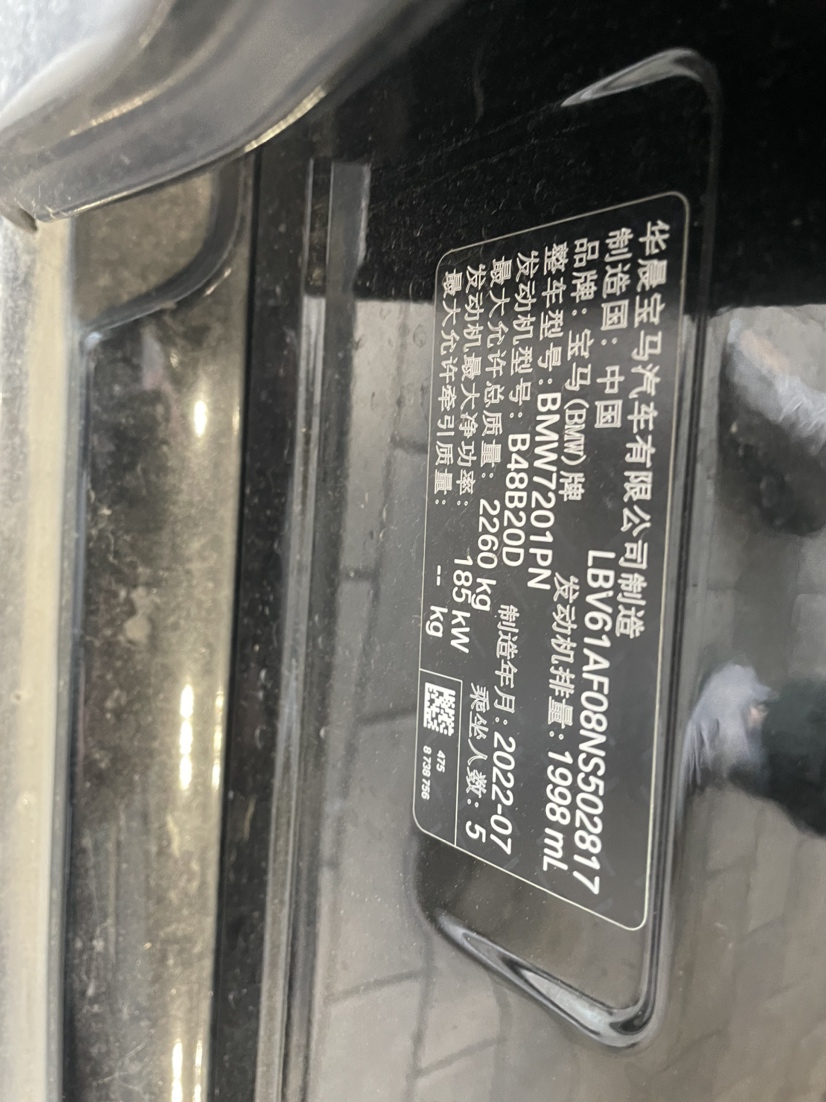 华晨宝马汽车有限公司制造
制造国：中国 LBV61AF08NS502817
品牌：宝马(BMW)牌 发动机排量：1998 mL
整车型号：BMW7201PN
发动机型号：B48B20D 制造年月：2022-07
最大允许总质量：2260 kg 乘坐人数：5
发动机最大净功率：185 kW
最大允许牵引质量：-- kg
475
8 738 756